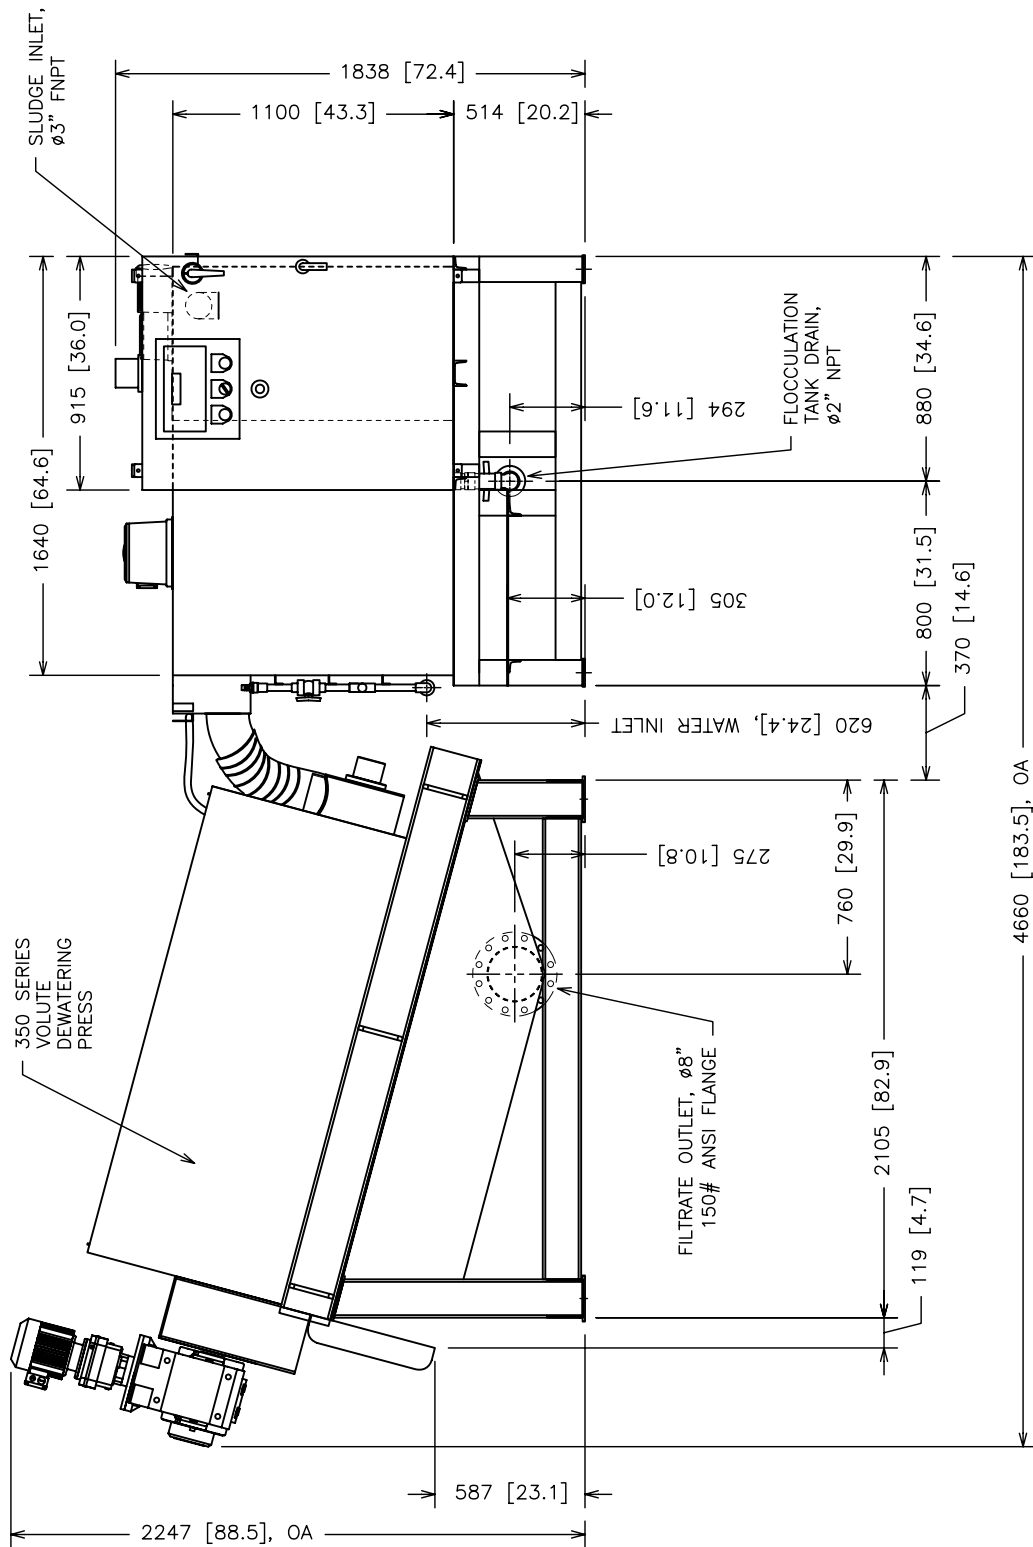 SLUDGE INLET,
ø3" FNPT
1838 [72.4]
1100 [43.3]
514 [20.2]
915 [36.0]
1640 [64.6]
294 [11.6]
FLOCCCULATION
TANK DRAIN,
ø2" NPT
880 [34.6]
305 [12.0]
800 [31.5]
370 [14.6]
620 [24.4], WATER INLET
4660 [183.5], OA
275 [10.8]
760 [29.9]
350 SERIES
VOLUTE
DEWATERING
PRESS
FILTRATE OUTLET, ø8"
150# ANSI FLANGE
2105 [82.9]
119 [4.7]
587 [23.1]
2247 [88.5], OA